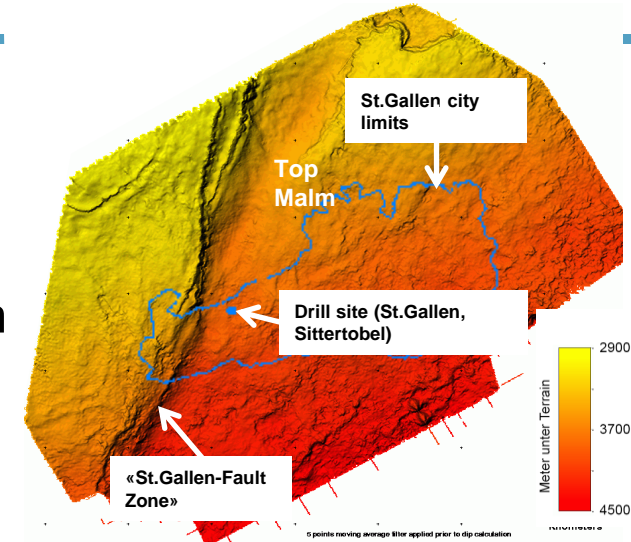 St.Gallen city
limits
Top
Malm
Drill site (St.Gallen,
Sittertobel)
«St.Gallen-Fault
Zone»
Meter unter Terrain
2900
3700
4500
5 points moving average filter applied prior to dip calculation